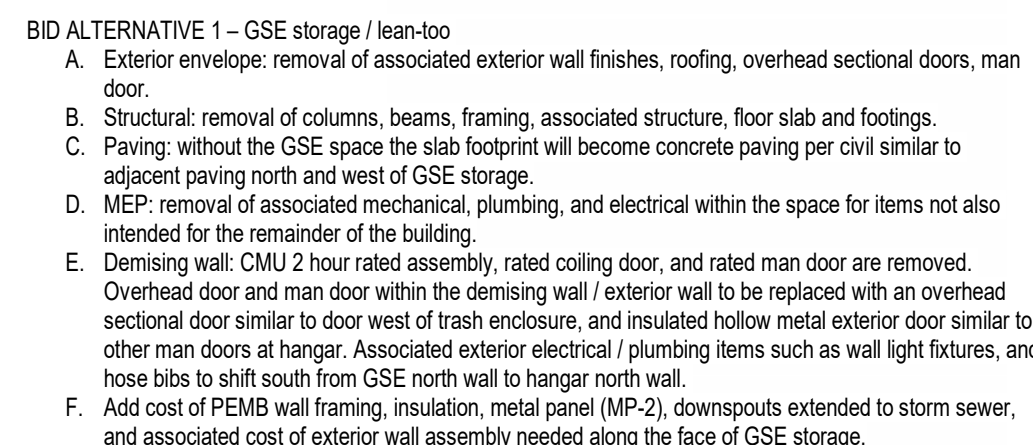 BID ALTERNATIVE 1 – GSE storage / lean-too
A. Exterior envelope: removal of associated exterior wall finishes, roofing, overhead sectional doors, man
door.
B. Structural: removal of columns, beams, framing, associated structure, floor slab and footings.
C. Paving: without the GSE space the slab footprint will become concrete paving per civil similar to
adjacent paving north and west of GSE storage.
D. MEP: removal of associated mechanical, plumbing, and electrical within the space for items not also
intended for the remainder of the building.
E. Demising wall: CMU 2 hour rated assembly, rated coiling door, and rated man door are removed.
Overhead door and man door within the demising wall / exterior wall to be replaced with an overhead
sectional door similar to door west of trash enclosure, and insulated hollow metal exterior door similar to
other man doors at hangar. Associated exterior electrical / plumbing items such as wall light fixtures, and
hose bibs to shift south from GSE north wall to hangar north wall.
F. Add cost of PEMB wall framing, insulation, metal panel (MP-2), downspouts extended to storm sewer,
and associated cost of exterior wall assembly needed along the face of GSE storage.